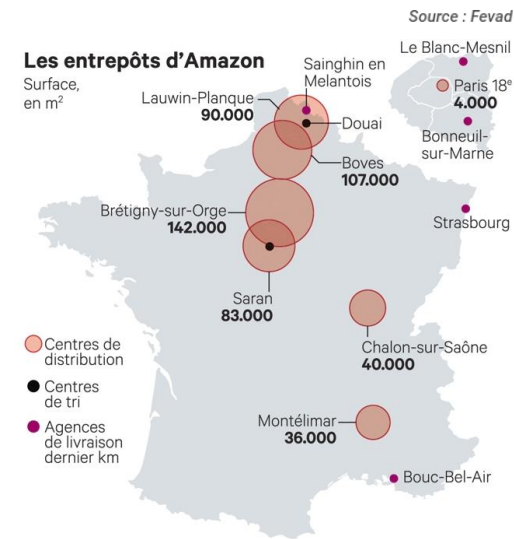 Source : Fevad
Les entrepôts d'Amazon
Surface,
en m²
Le Blanc-Mesnil
Paris 18ᵉ
4.000
Bonneuil-
sur-Marne
Sainghin en
Melantois
Lauwin-Planque
90.000
Douai
Boves
107.000
Brétigny-sur-Orge
142.000
Strasbourg
Saran
83.000
Chalon-sur-Saône
40.000
Montélimar
36.000
Bouc-Bel-Air
Centres de
distribution
Centres
de tri
Agences
de livraison
dernier km